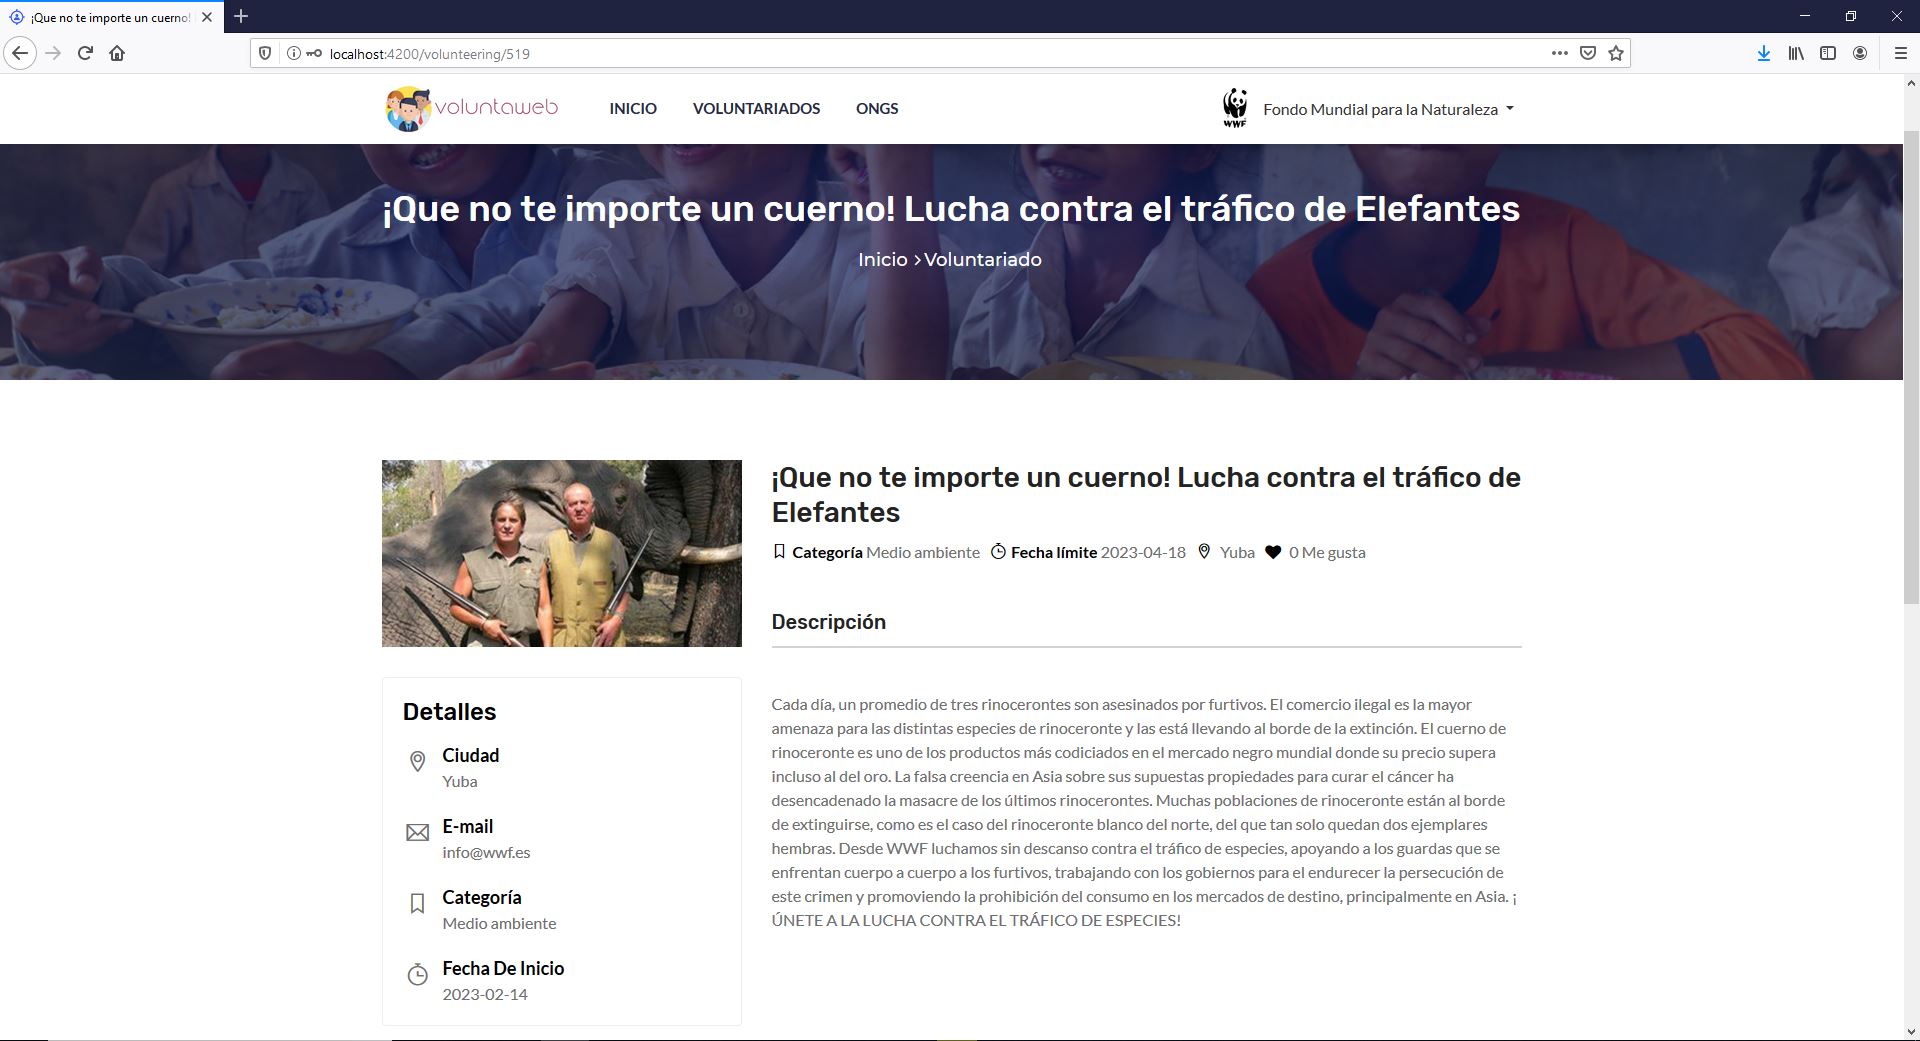 ¡Que no te importe un cuerno!
localhost:4200/volunteering/519
voluntaweb
INICIO
VOLUNTARIADOS
ONGS
WWF
Fondo Mundial para la Naturaleza
¡Que no te importe un cuerno! Lucha contra el tráfico de Elefantes
Inicio > Voluntariado
¡Que no te importe un cuerno! Lucha contra el tráfico de
Elefantes
Categoría Medio ambiente Fecha límite 2023-04-18 Yuba 0 Me gusta
Descripción
Cada día, un promedio de tres rinocerontes son asesinados por furtivos. El comercio ilegal es la mayor
amenaza para las distintas especies de rinoceronte y las está llevando al borde de la extinción. El cuerno de
rinoceronte es uno de los productos más codiciados en el mercado negro mundial donde su precio supera
incluso al del oro. La falsa creencia en Asia sobre sus supuestas propiedades para curar el cáncer ha
desencadenado la masacre de los últimos rinocerontes. Muchas poblaciones de rinoceronte están al borde
de extinguirse, como es el caso del rinoceronte blanco del norte, del que tan solo quedan dos ejemplares
hembras. Desde WWF luchamos sin descanso contra el tráfico de especies, apoyando a los guardas que se
enfrentan cuerpo a cuerpo a los furtivos, trabajando con los gobiernos para el endurecer la persecución de
este crimen y promoviendo la prohibición del consumo en los mercados de destino, principalmente en Asia. ¡
ÚNETE A LA LUCHA CONTRA EL TRÁFICO DE ESPECIES!
Detalles
Ciudad
Yuba
E-mail
info@wwf.es
Categoría
Medio ambiente
Fecha De Inicio
2023-02-14